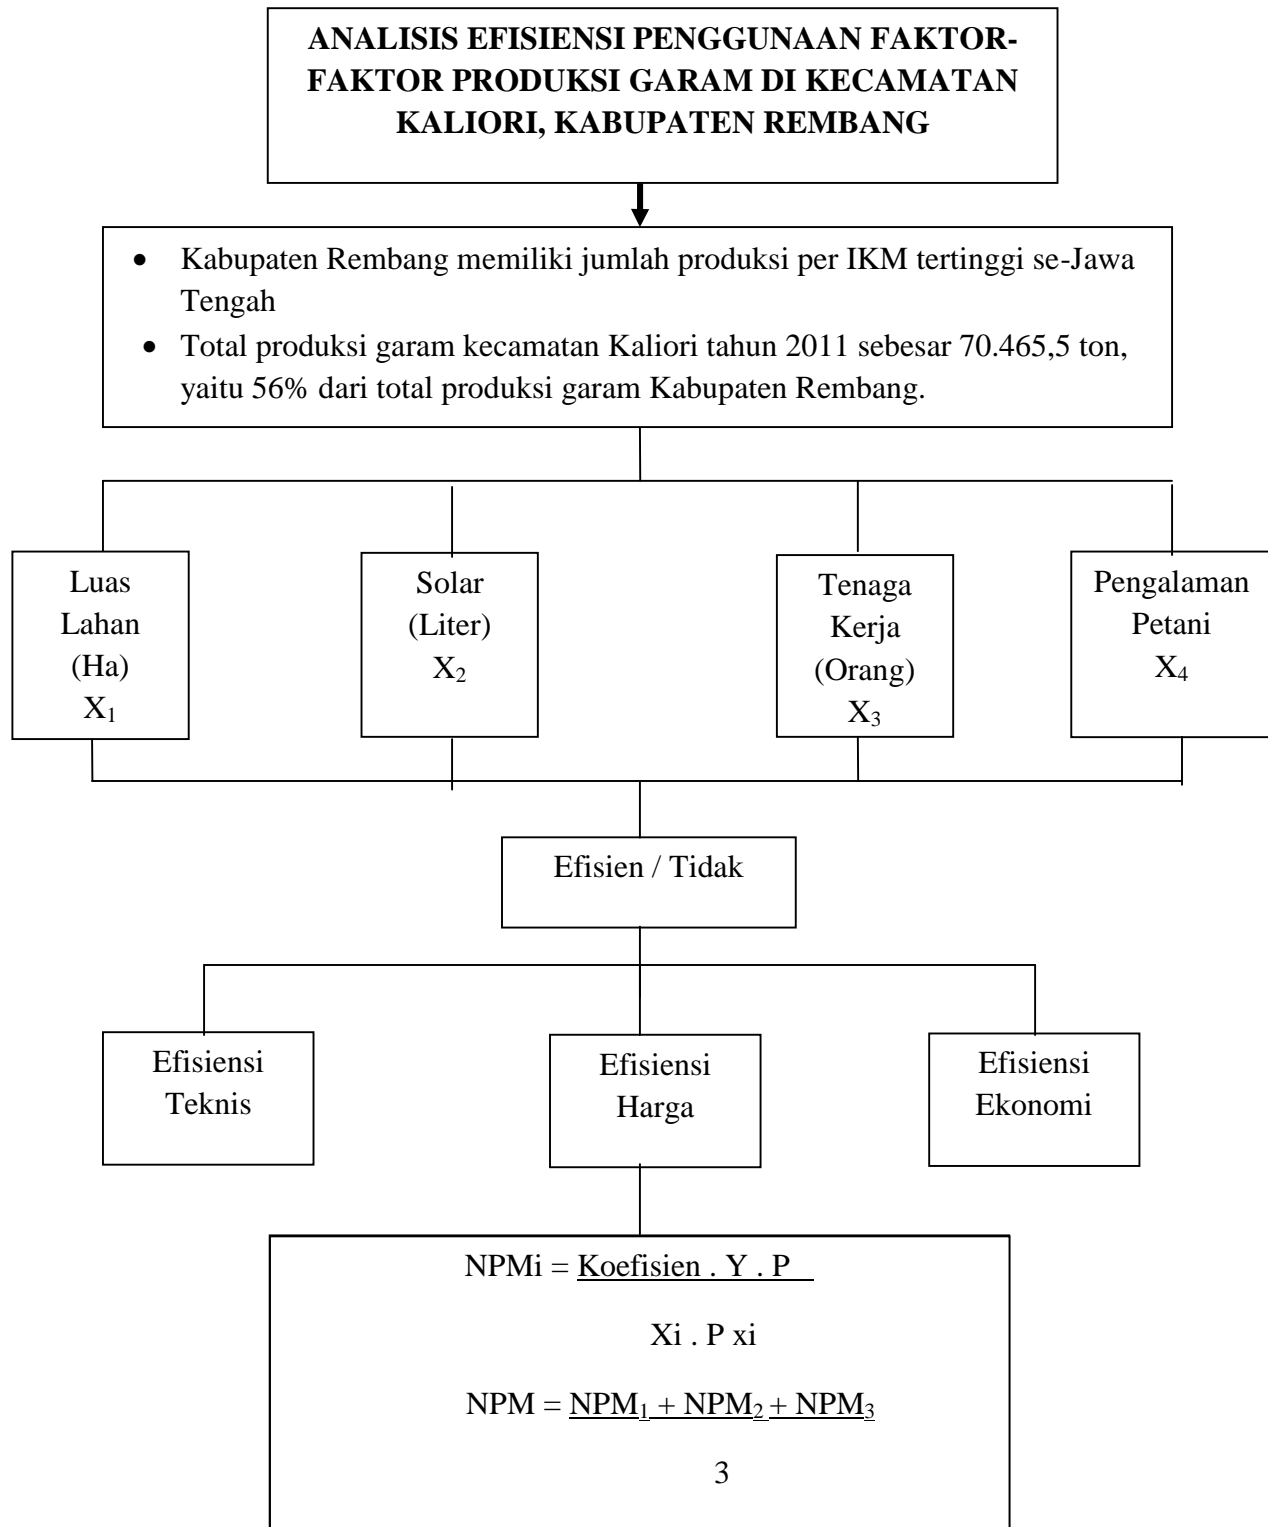 ANALISIS EFISIENSI PENGGUNAAN FAKTOR-
FAKTOR PRODUKSI GARAM DI KECAMATAN
KALIORI, KABUPATEN REMBANG
• Kabupaten Rembang memiliki jumlah produksi per IKM tertinggi se-Jawa
Tengah
• Total produksi garam kecamatan Kaliori tahun 2011 sebesar 70.465,5 ton,
yaitu 56% dari total produksi garam Kabupaten Rembang.
Luas
Lahan
(Ha)
X₁
Solar
(Liter)
X₂
Tenaga
Kerja
(Orang)
X₃
Pengalaman
Petani
X₄
Efisien / Tidak
Efisiensi
Teknis
Efisiensi
Harga
Efisiensi
Ekonomi
NPMi = Koefisien . Y . P
Xi . P xi
NPM = NPM₁ + NPM₂ + NPM₃
3